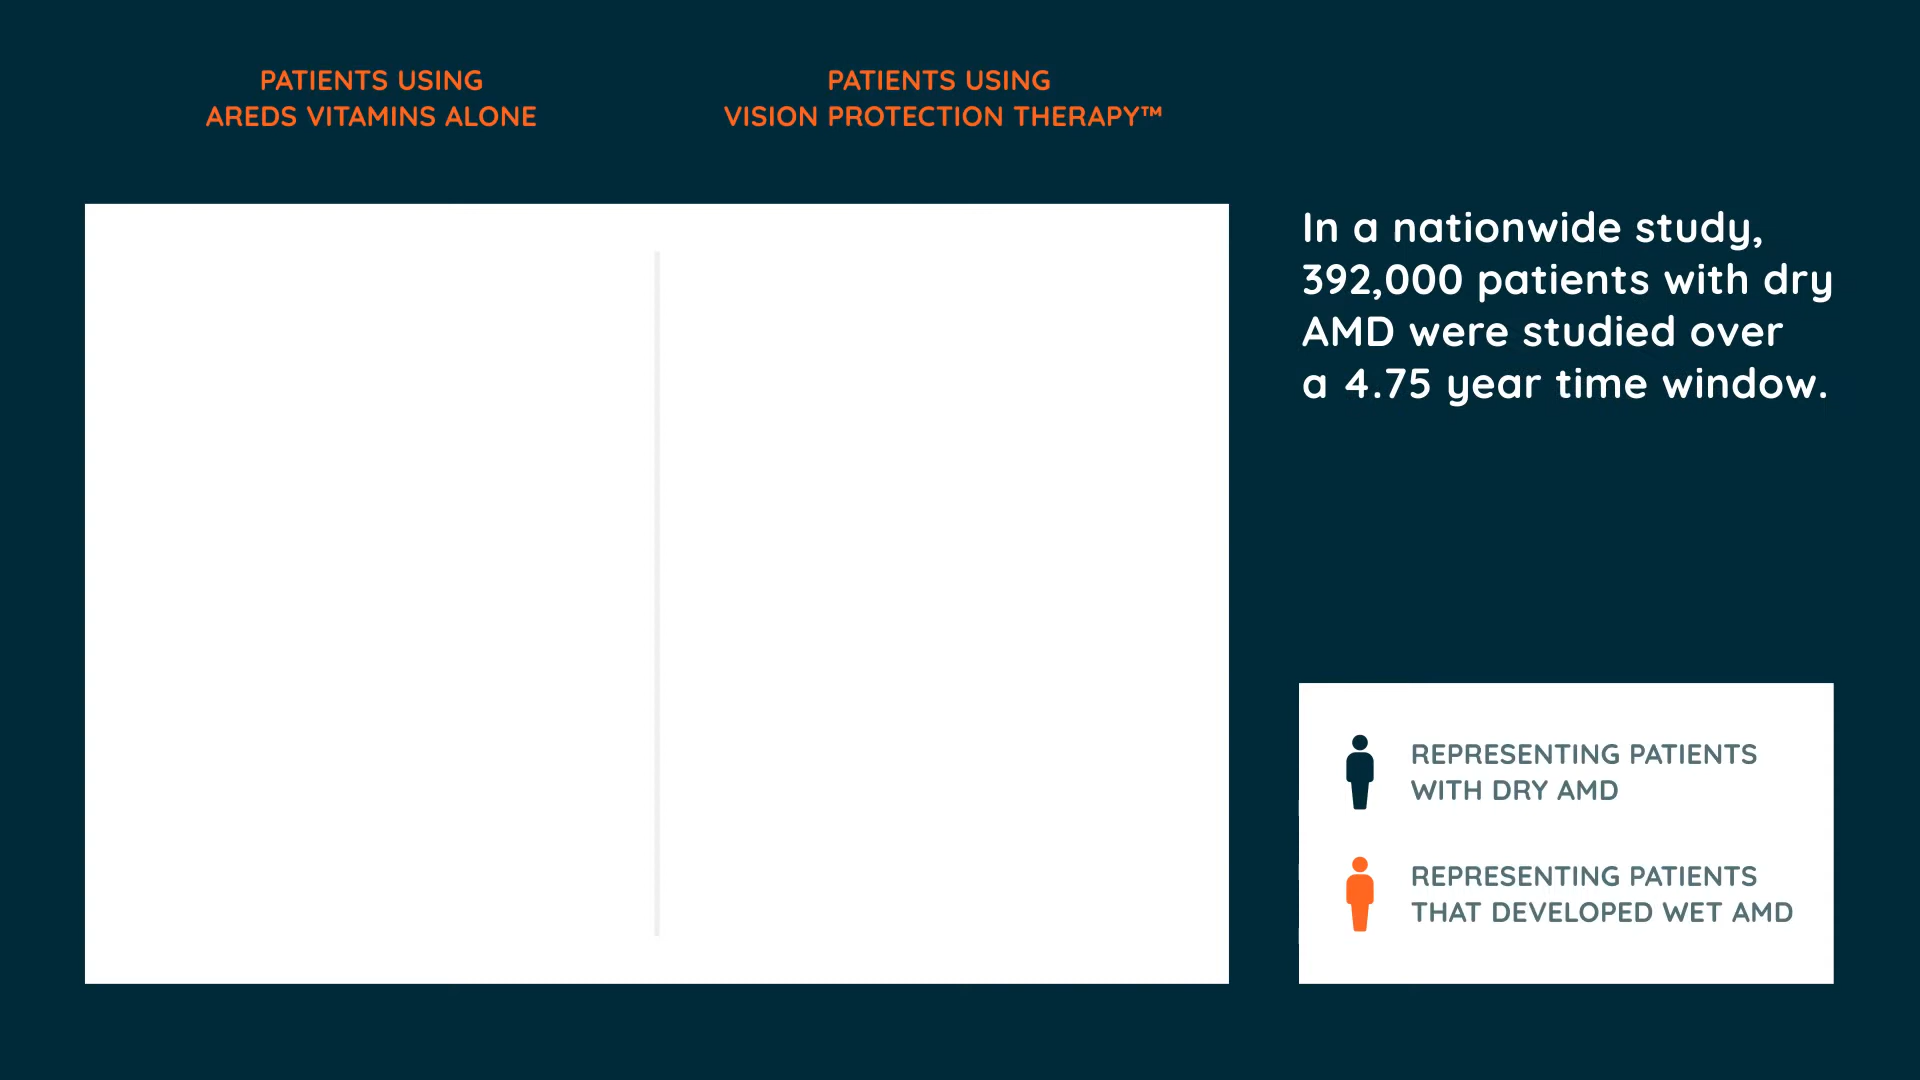 PATIENTS USING
AREDS VITAMINS ALONE
PATIENTS USING
VISION PROTECTION THERAPY™
In a nationwide study,
392,000 patients with dry
AMD were studied over
a 4.75 year time window.
REPRESENTING PATIENTS
WITH DRY AMD
REPRESENTING PATIENTS
THAT DEVELOPED WET AMD